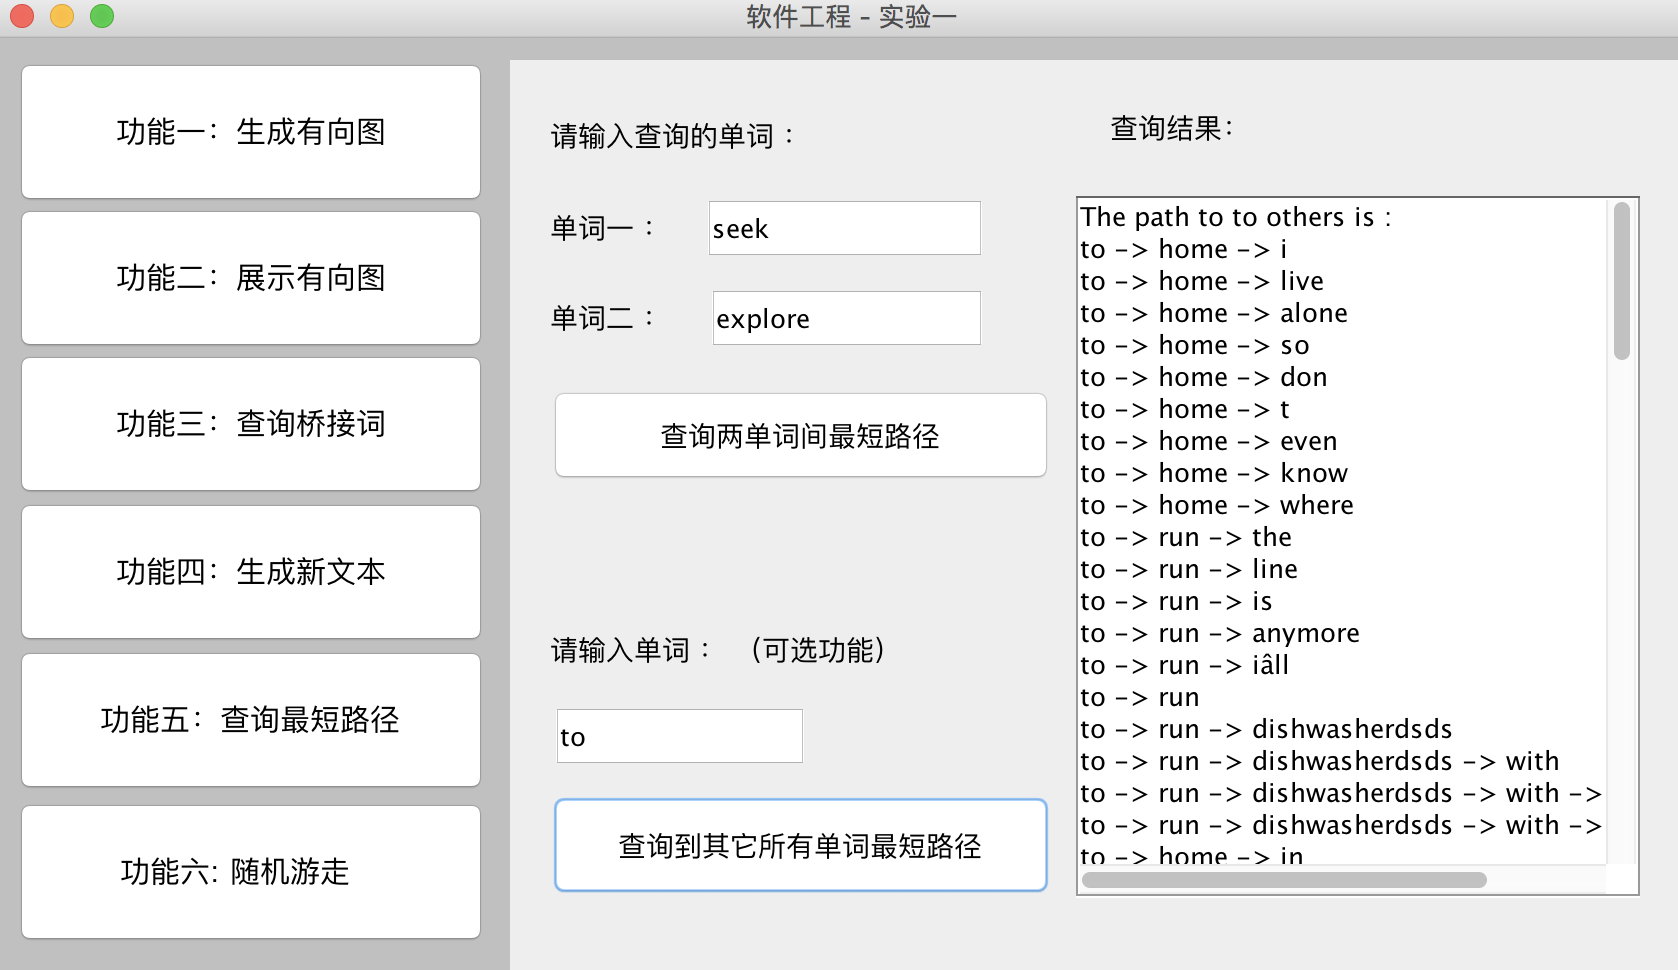 软件工程 - 实验一
功能一：生成有向图
功能二：展示有向图
功能三：查询桥接词
功能四：生成新文本
功能五：查询最短路径
功能六: 随机游走
请输入查询的单词：
单词一： seek
单词二： explore
查询两单词间最短路径
请输入单词： （可选功能）
to
查询到其它所有单词最短路径
查询结果：
The path to to others is :
to -> home -> i
to -> home -> live
to -> home -> alone
to -> home -> so
to -> home -> don
to -> home -> t
to -> home -> even
to -> home -> know
to -> home -> where
to -> run -> the
to -> run -> line
to -> run -> is
to -> run -> anymore
to -> run -> iâll
to -> run
to -> run -> dishwasherdsds
to -> run -> dishwasherdsds -> with
to -> run -> dishwasherdsds -> with ->
to -> run -> dishwasherdsds -> with ->
to -> home -> in